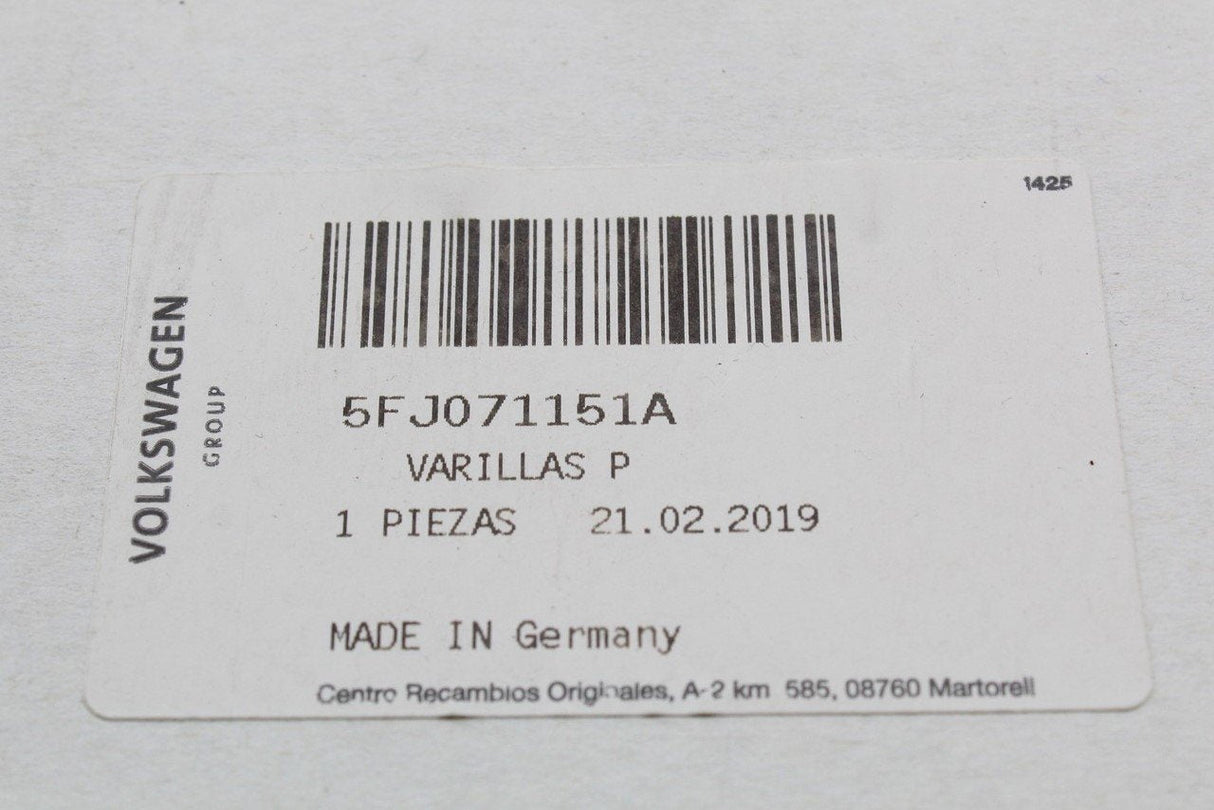 1425
VOLKSWAGEN
GROUP
5FJ071151A
VARILLAS P
1 PIEZAS 21.02.2019
MADE IN Germany
Centro Recambios Originales, A-2 km 585, 08760 Martorell